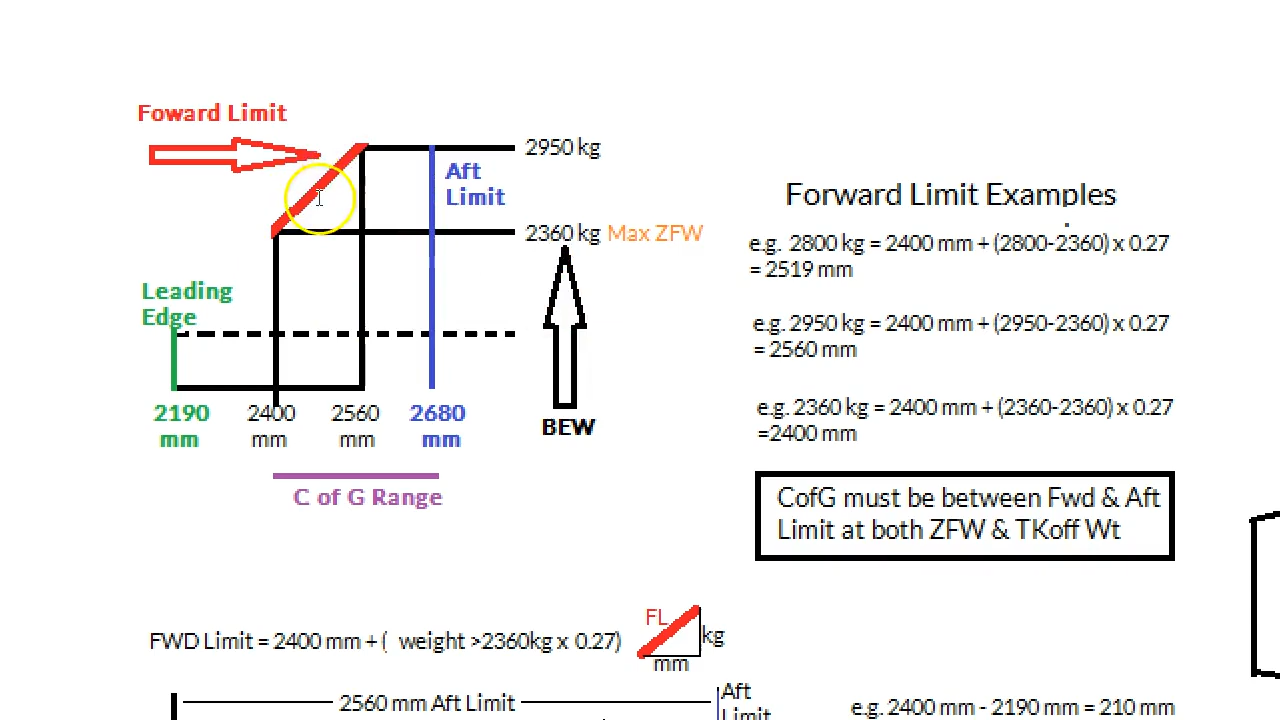 Foward Limit
2950 kg
Aft
Limit
2360 kg Max ZFW
Leading
Edge
2190
mm
2400
mm
2560
mm
2680
mm
BEW
C of G Range
Forward Limit Examples
e.g. 2800 kg = 2400 mm + (2800-2360) x 0.27
= 2519 mm
e.g. 2950 kg = 2400 mm + (2950-2360) x 0.27
= 2560 mm
e.g. 2360 kg = 2400 mm + (2360-2360) x 0.27
=2400 mm
CofG must be between Fwd & Aft
Limit at both ZFW & TKoff Wt
FWD Limit = 2400 mm + ( weight >2360kg x 0.27)
FL
kg
mm
2560 mm Aft Limit
Aft
Limit
e.g. 2400 mm - 2190 mm = 210 mm